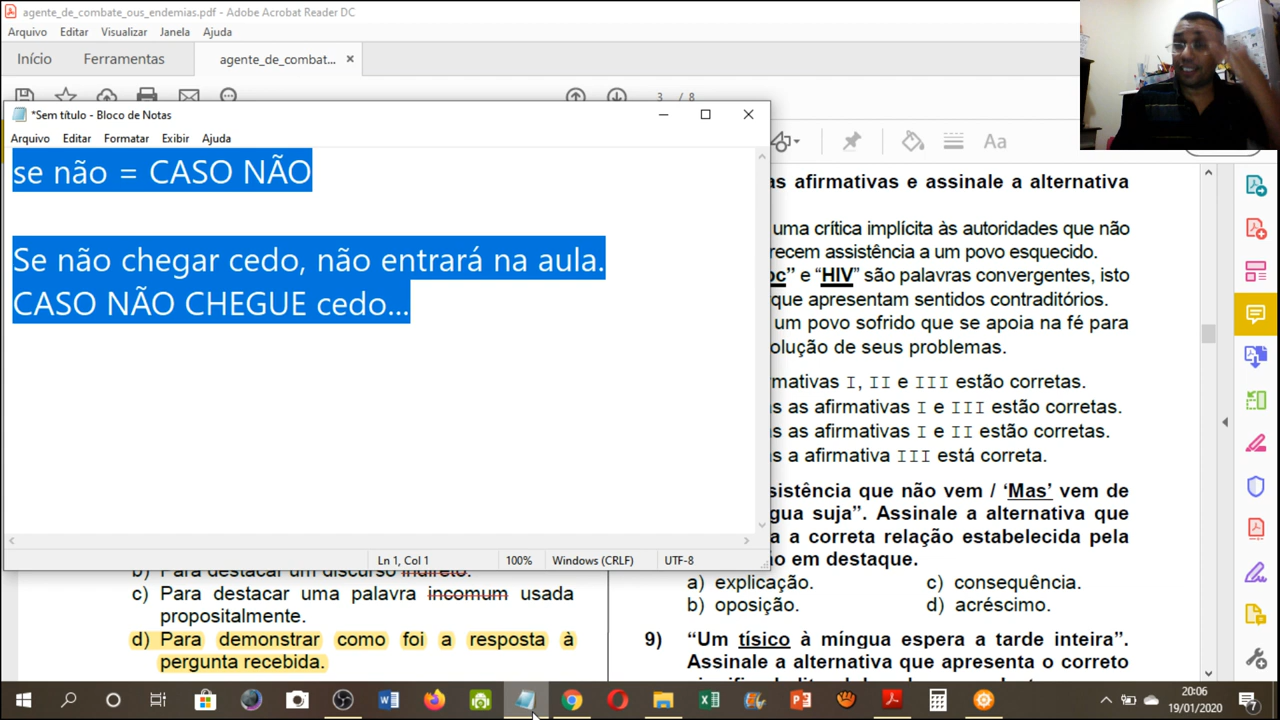 agente_de_combate_ous_endemias.pdf - Adobe Acrobat Reader DC
Arquivo Editar Visualizar Janela Ajuda
Início Ferramentas agente_de_combat... ×
3 / 8
*Sem título - Bloco de Notas
Arquivo Editar Formatar Exibir Ajuda
se não = CASO NÃO
Se não chegar cedo, não entrará na aula.
CASO NÃO CHEGUE cedo...
Ln 1, Col 1 100% Windows (CRLF) UTF-8
Aa
as afirmativas e assinale a alternativa
uma crítica implícita às autoridades que não
recem assistência a um povo esquecido.
” e “HIV” são palavras convergentes, isto
que apresentam sentidos contraditórios.
um povo sofrido que se apoia na fé para
olução de seus problemas.
rmativas I, II e III estão corretas.
s as afirmativas I e III estão corretas.
s as afirmativas I e II estão corretas.
s a afirmativa III está correta.
sistência que não vem / ‘Mas’ vem de
gua suja”. Assinale a alternativa que
a a correta relação estabelecida pela
o em destaque.
a) explicação. c) consequência.
b) oposição. d) acréscimo.
9) “Um tísico à míngua espera a tarde inteira”.
Assinale a alternativa que apresenta o correto
b) Para destacar um discurso indireto.
c) Para destacar uma palavra incomum usada
propositalmente.
d) Para demonstrar como foi a resposta à
pergunta recebida.
20:06
19/01/2020
7